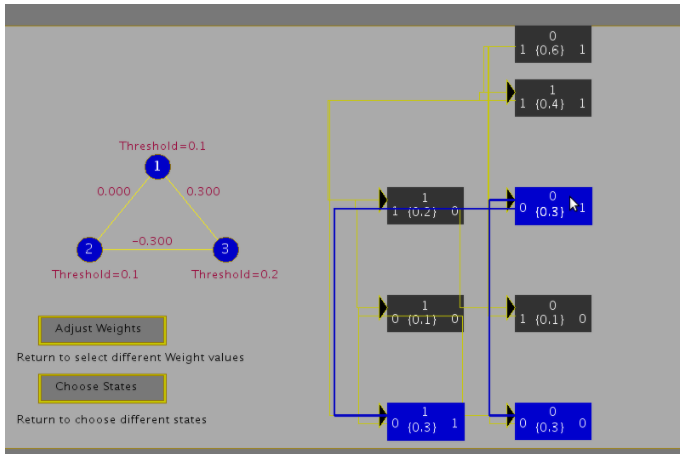 Threshold=0.1
1
0.000
0.300
2
-0.300
3
Threshold=0.1
Threshold=0.2
Adjust Weights
Return to select different Weight values
Choose States
Return to choose different states
0
1 {0.6} 1
1
1 {0.4} 1
1
1 {0.2} 0
0
0 {0.3} 1
1
0 {0.1} 0
0
1 {0.1} 0
1
0 {0.3} 1
0
0 {0.3} 0